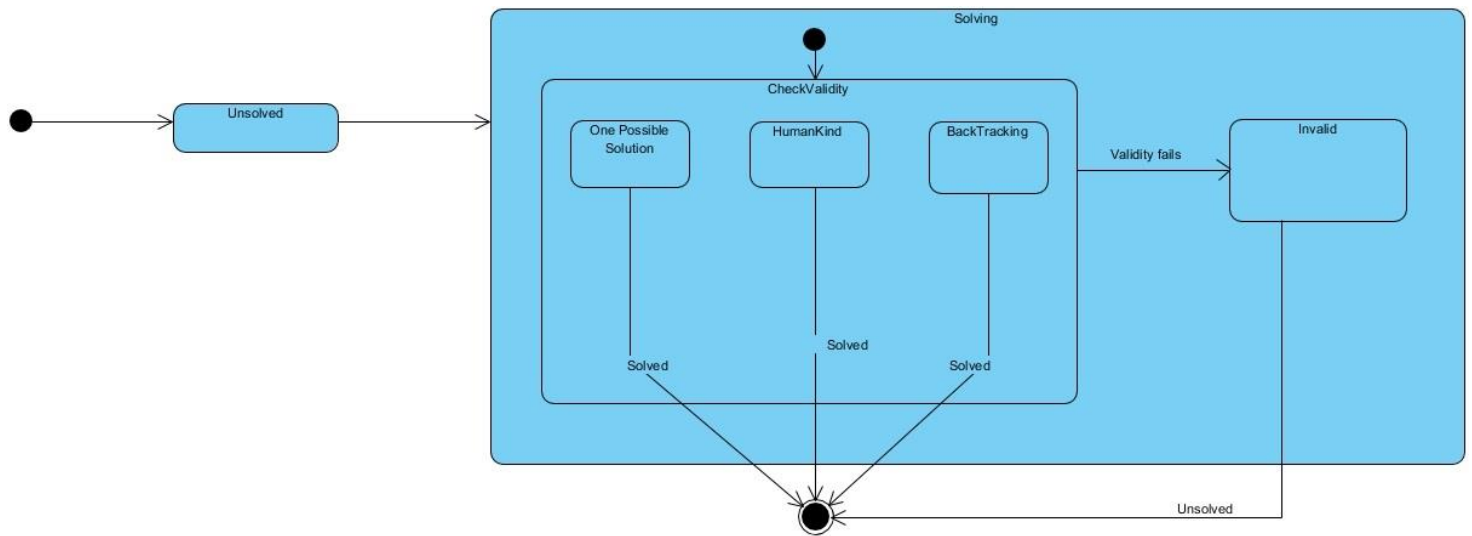 Solving
CheckValidity
Unsolved
One Possible
Solution
HumanKind
BackTracking
Invalid
Validity fails
Solved
Solved
Solved
Unsolved